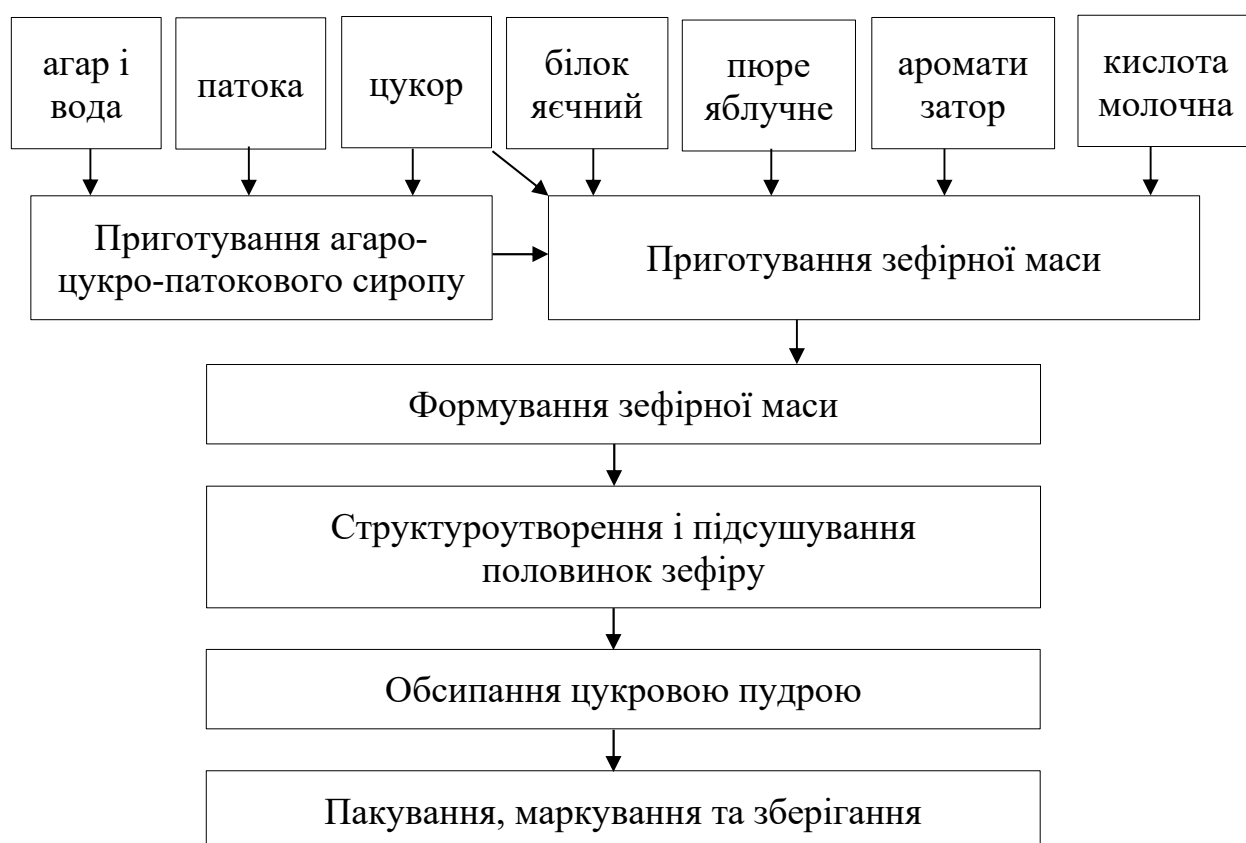 агар і
вода
патока
цукор
білок
яєчний
пюре
яблучне
аромати
затор
кислота
молочна
Приготування агаро-
цукро-патокового сиропу
Приготування зефірної маси
Формування зефірної маси
Структуроутворення і підсушування
половинок зефіру
Обсипання цукровою пудрою
Пакування, маркування та зберігання